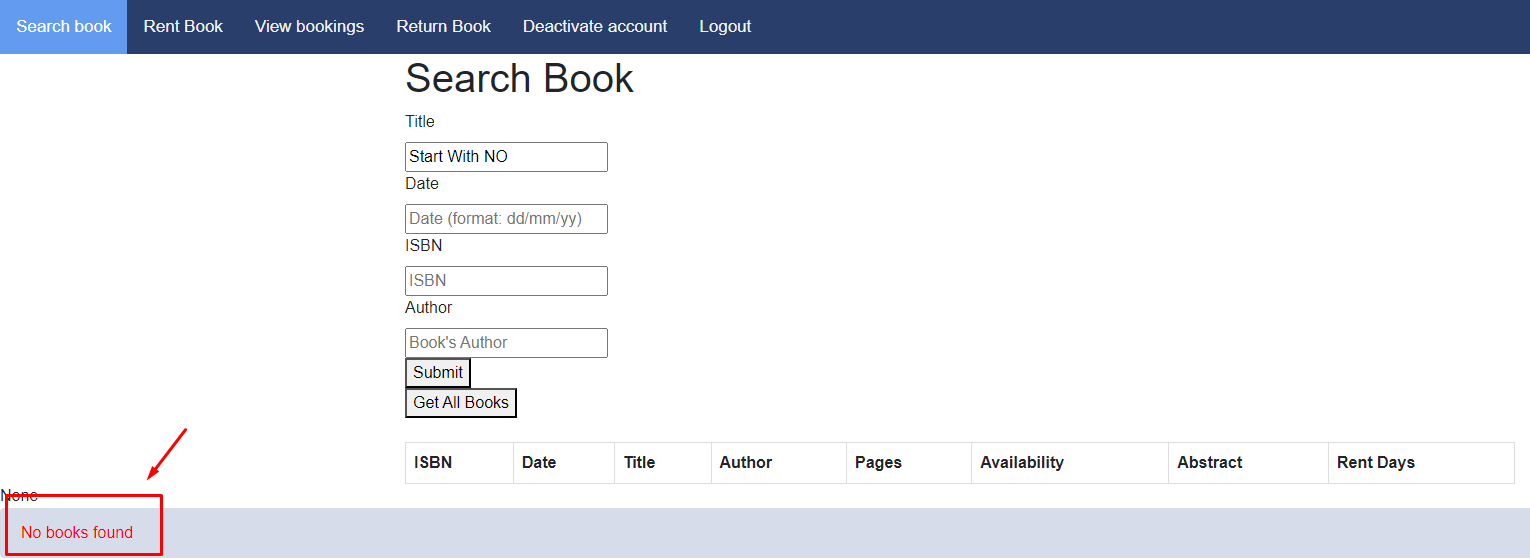 Search book Rent Book View bookings Return Book Deactivate account Logout
Search Book
Title
Start With NO
Date
Date (format: dd/mm/yy)
ISBN
ISBN
Author
Book's Author
Submit
Get All Books
ISBN Date Title Author Pages Availability Abstract Rent Days
None
No books found